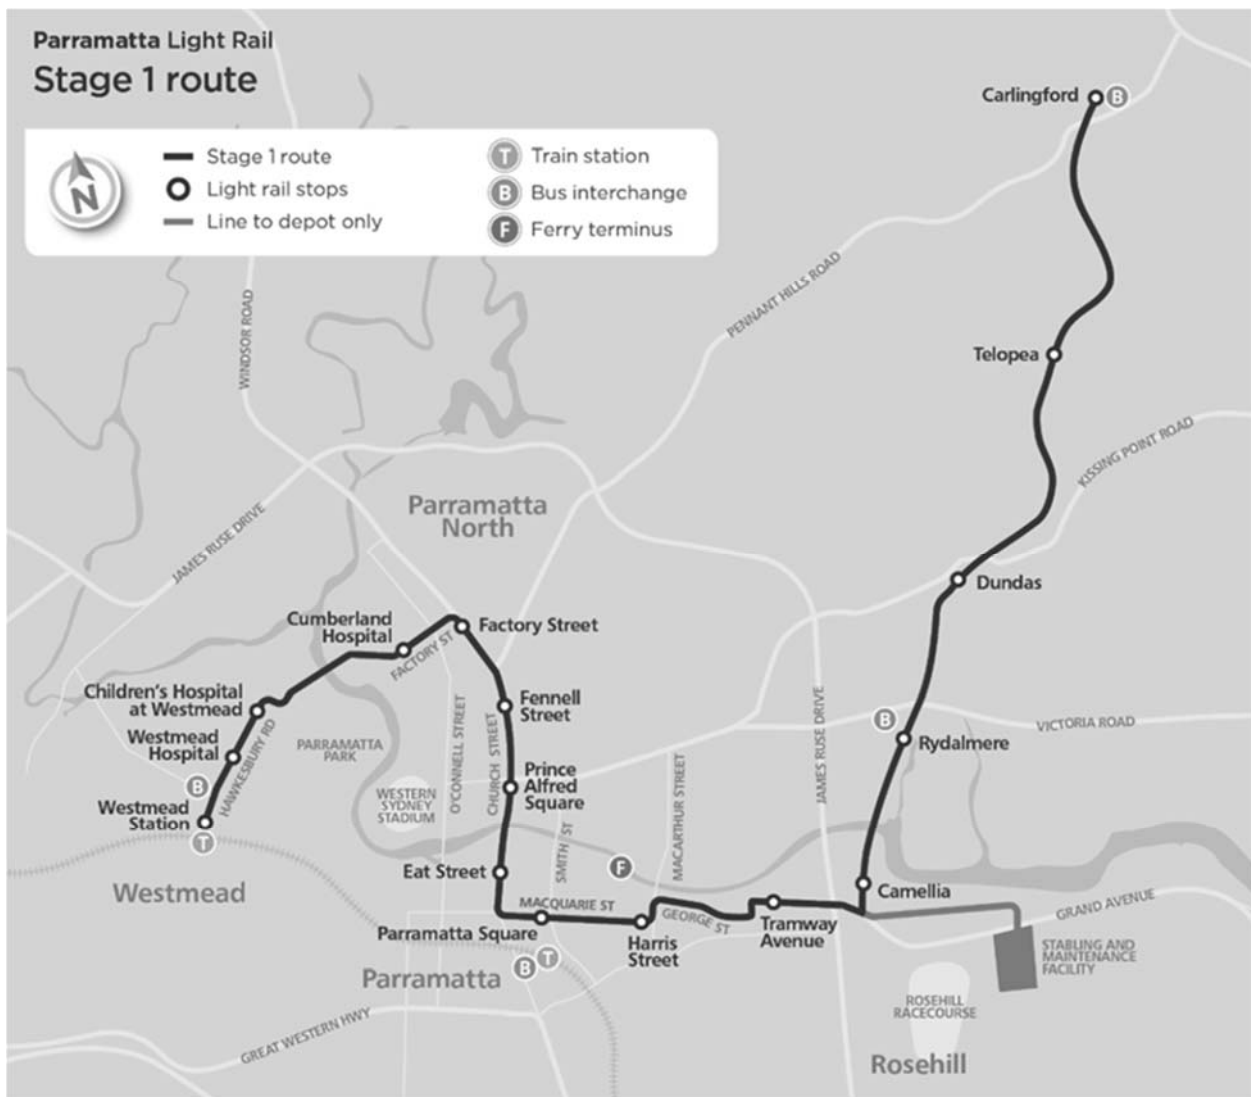 Parramatta Light Rail
Stage 1 route
N
Stage 1 route
Light rail stops
Line to depot only
T Train station
B Bus interchange
F Ferry terminus
Carlingford B
WINDSOR ROAD
PENNANT HILLS ROAD
Telopea
KISSING POINT ROAD
JAMES RUSE DRIVE
Parramatta
North
Dundas
Cumberland
Hospital
FACTORY ST
Factory Street
Children's Hospital
at Westmead
Fennell
Street
Westmead
Hospital
HAWKESBURY RD
PARRAMATTA
PARK
O'CONNELL STREET
CHURCH STREET
JAMES RUSE DRIVE
B
VICTORIA ROAD
Rydalmere
B
Westmead
Station
T
WESTERN
SYDNEY
STADIUM
Prince
Alfred
Square
MACARTHUR STREET
SMITH ST
F
Eat Street
Westmead
Camellia
MACQUARIE ST
GEORGE ST
GRAND AVENUE
Parramatta Square
Harris
Street
Tramway
Avenue
STABLING AND
MAINTENANCE
FACILITY
B T
Parramatta
ROSEHILL
RACECOURSE
GREAT WESTERN HWY
Rosehill